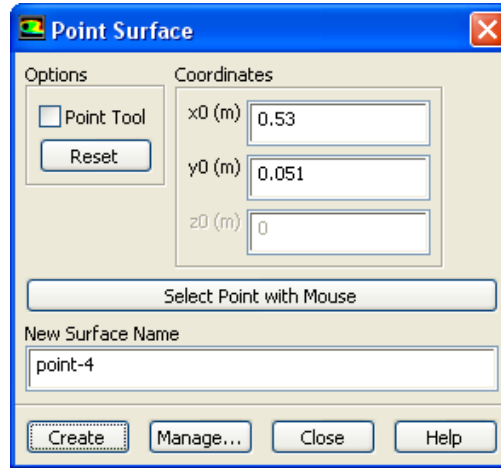 Point Surface
Options
Point Tool
Reset
Coordinates
x0 (m) 0.53
y0 (m) 0.051
z0 (m) 0
Select Point with Mouse
New Surface Name
point-4
Create Manage... Close Help